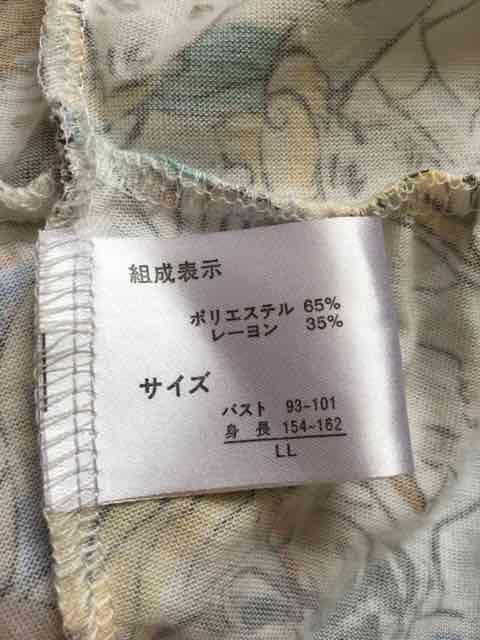 組成表示
ポリエステル 65%
レーヨン 35%
サイズ
バスト 93-101
身長 154-162
LL